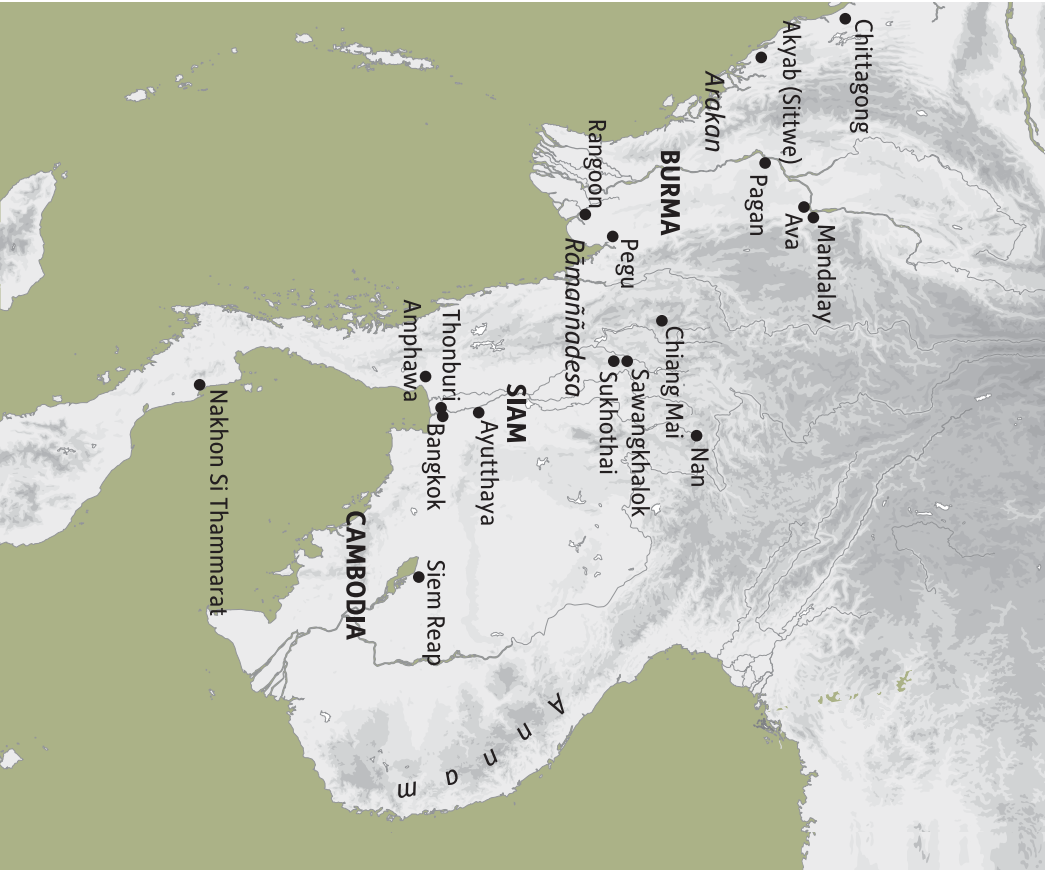 Chittagong
Akyab (Sittwe)
Arakan
BURMA
Pagan
Ava
Mandalay
Rangoon
Pegu
Rāmaññadesa
Chiang Mai
Nan
Sawangkhalok
Sukhothai
SIAM
Ayutthaya
Thonburi
Bangkok
Amphawa
Siem Reap
CAMBODIA
Annam
Nakhon Si Thammarat